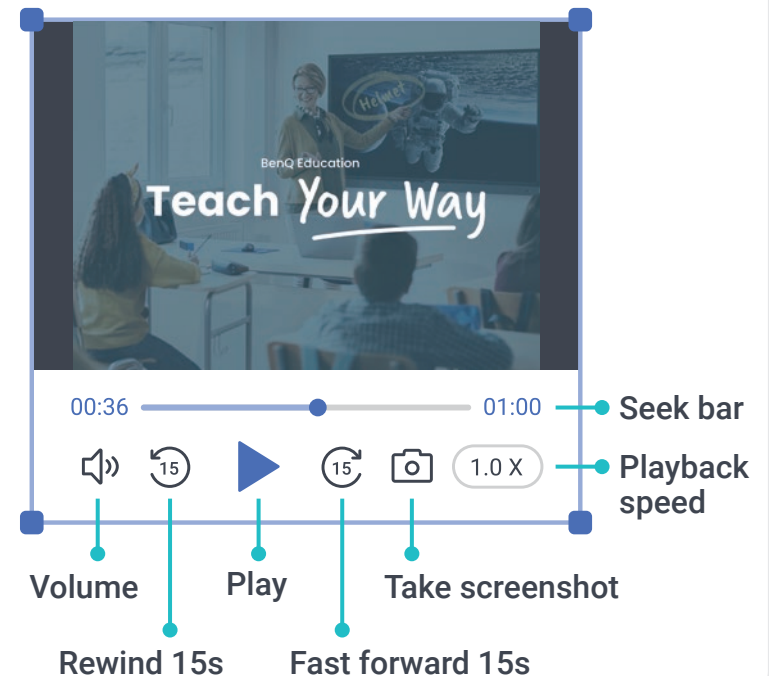 Helmet
BenQ Education
Teach Your Way
00:36
01:00
Seek bar
15
15
1.0 X
Playback
speed
Volume
Play
Take screenshot
Rewind 15s
Fast forward 15s